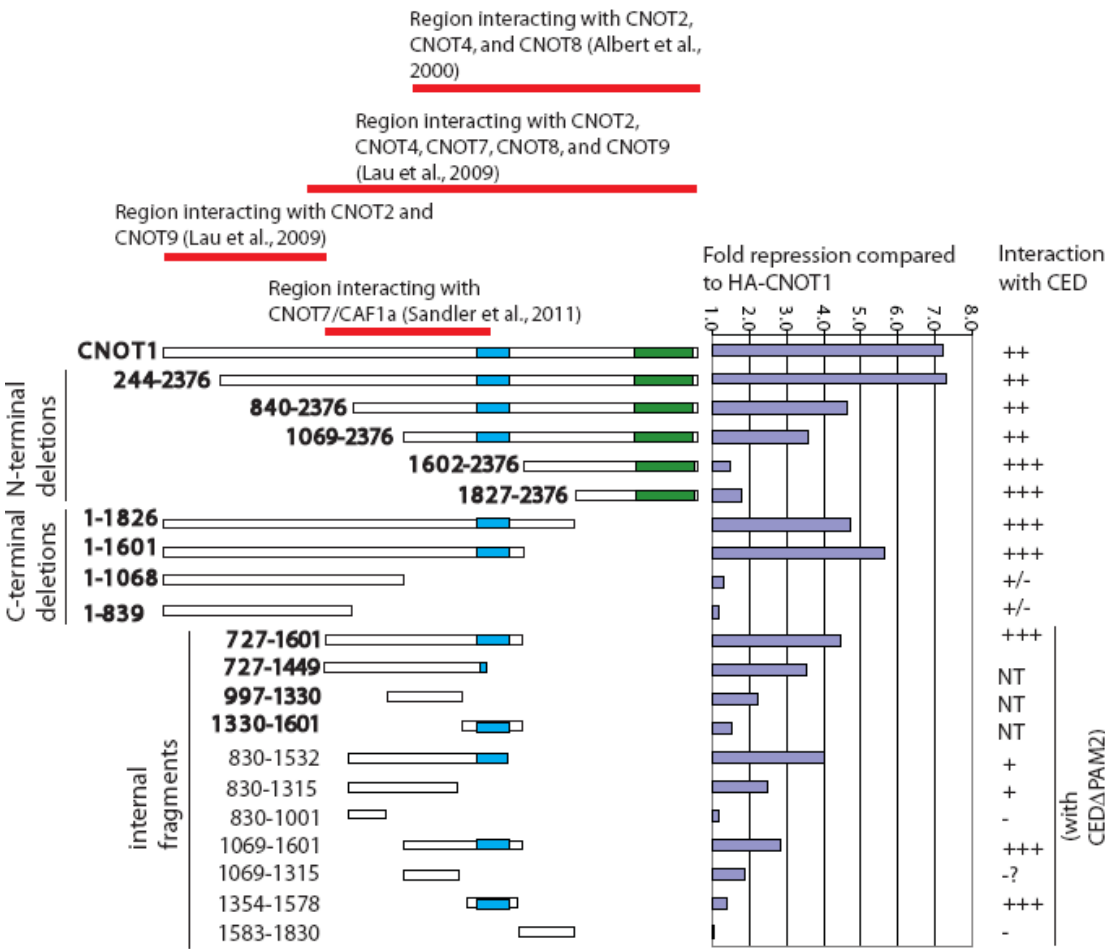 Region interacting with CNOT2,
CNOT4, and CNOT8 (Albert et al.,
2000)
Region interacting with CNOT2,
CNOT4, CNOT7, CNOT8, and CNOT9
(Lau et al., 2009)
Region interacting with CNOT2 and
CNOT9 (Lau et al., 2009)
Region interacting with
CNOT7/CAF1a (Sandler et al., 2011)
Fold repression compared
to HA-CNOT1
Interaction
with CED
1.0 2.0 3.0 4.0 5.0 6.0 7.0 8.0
CNOT1 ++
N-terminal
deletions
244-2376 ++
840-2376 ++
1069-2376 ++
1602-2376 +++
1827-2376 +++
C-terminal
deletions
1-1826 +++
1-1601 +++
1-1068 +/-
1-839 +/-
internal
fragments
727-1601 +++
727-1449 NT
997-1330 NT
1330-1601 NT
830-1532 +
830-1315 +
830-1001 -
1069-1601 +++
1069-1315 -?
1354-1578 +++
1583-1830 -
(with
CEDΔPAM2)